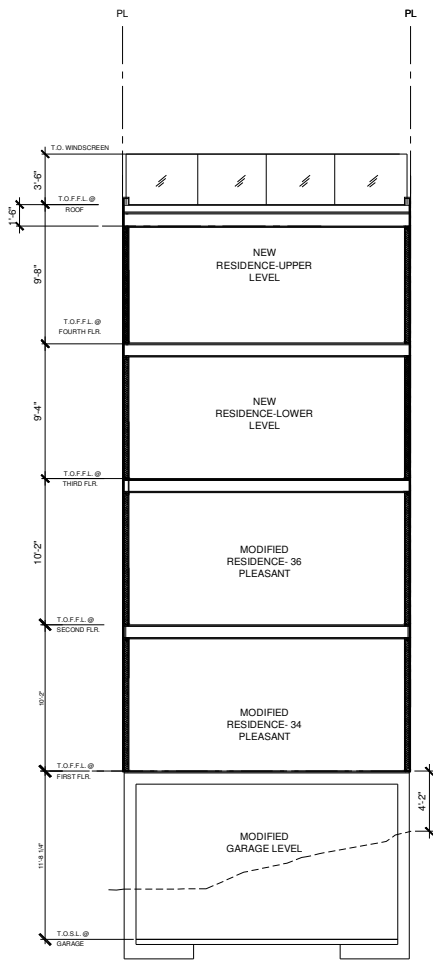 PL
PL
T.O. WINDSCREEN
3'-6"
T.O.F.F.L. @
ROOF
1'-6"
NEW
RESIDENCE-UPPER
LEVEL
9'-8"
T.O.F.F.L. @
FOURTH FLR.
NEW
RESIDENCE-LOWER
LEVEL
9'-4"
T.O.F.F.L. @
THIRD FLR.
MODIFIED
RESIDENCE- 36
PLEASANT
10'-2"
T.O.F.F.L. @
SECOND FLR.
10'-2"
MODIFIED
RESIDENCE- 34
PLEASANT
T.O.F.F.L. @
FIRST FLR.
4'-2"
MODIFIED
GARAGE LEVEL
11'-8 1/4"
T.O.S.L. @
GARAGE